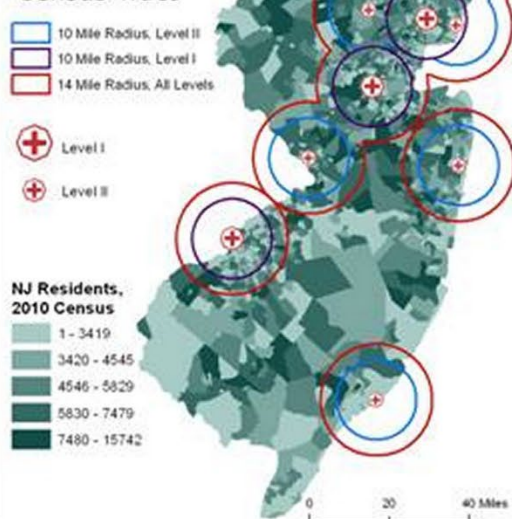 10 Mile Radius, Level II
10 Mile Radius, Level I
14 Mile Radius, All Levels
Level I
Level II
NJ Residents,
2010 Census
1 - 3419
3420 - 4545
4546 - 5829
5830 - 7479
7480 - 15742
0 20 40 Miles